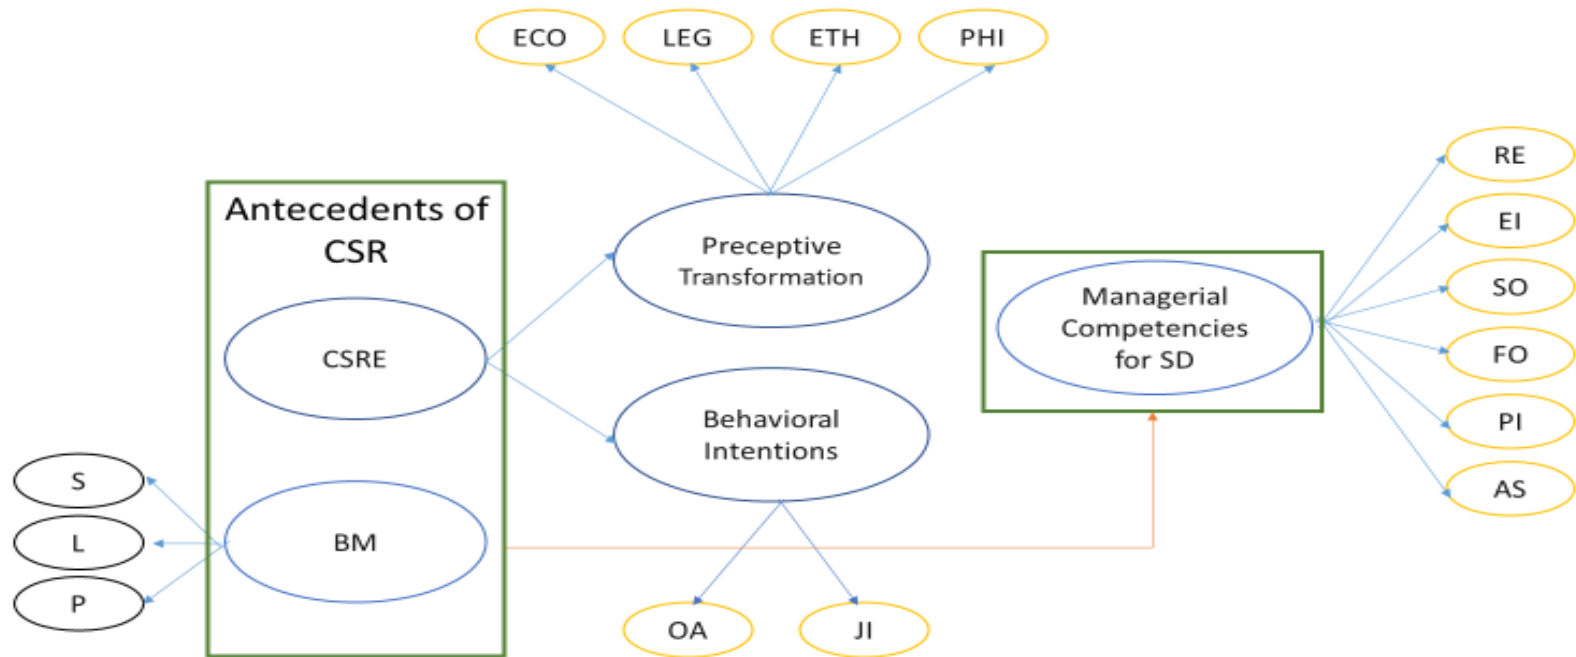 ECO
LEG
ETH
PHI
Antecedents of
CSR
CSRE
BM
S
L
P
Preceptive
Transformation
Behavioral
Intentions
OA
JI
Managerial
Competencies
for SD
RE
EI
SO
FO
PI
AS